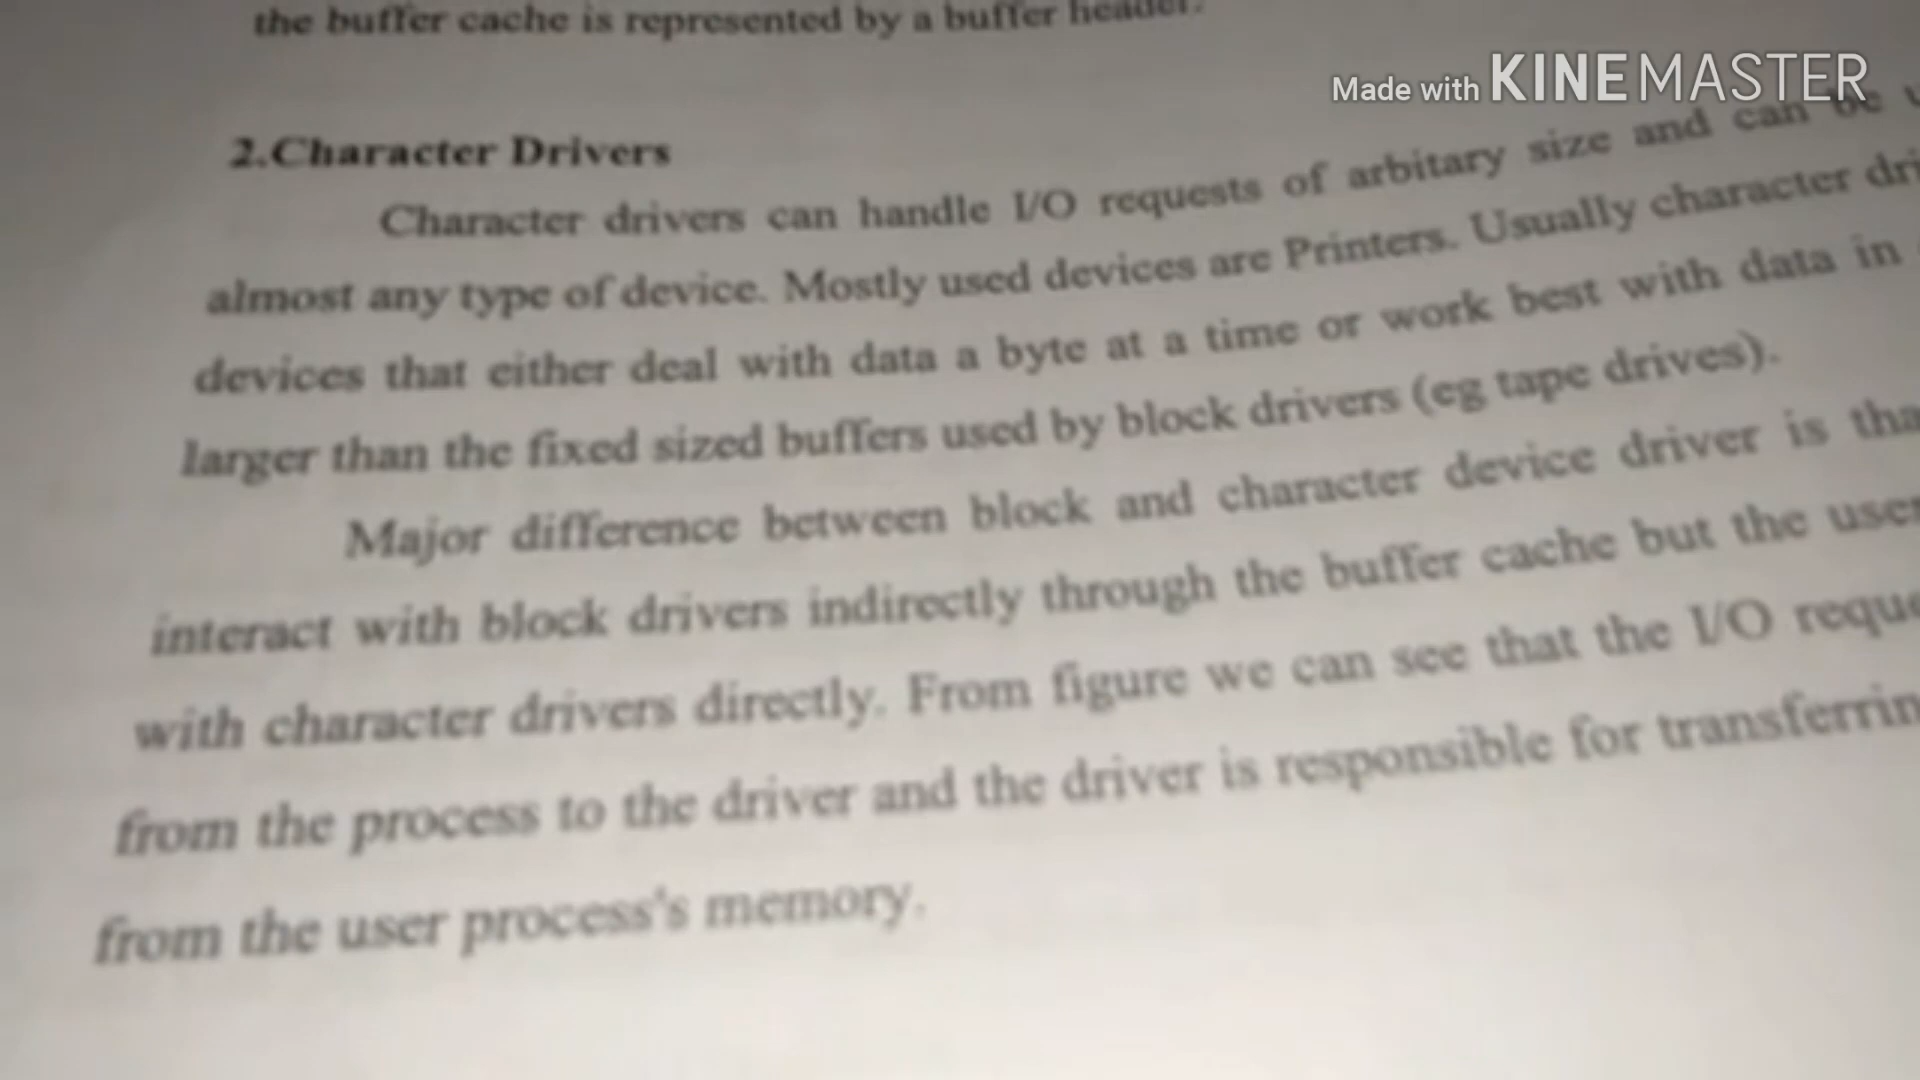 the buffer cache is represented by a buffer header.
Made with KINEMASTER
2.Character Drivers
Character drivers can handle I/O requests of arbitary size and can be
almost any type of device. Mostly used devices are Printers. Usually character
devices that either deal with data a byte at a time or work best with data in
larger than the fixed sized buffers used by block drivers (eg tape drives).
Major difference between block and character device driver is
interact with block drivers indirectly through the buffer cache but the
with character drivers directly. From figure we can see that the I/O
from the process to the driver and the driver is responsible for
from the user process's memory.